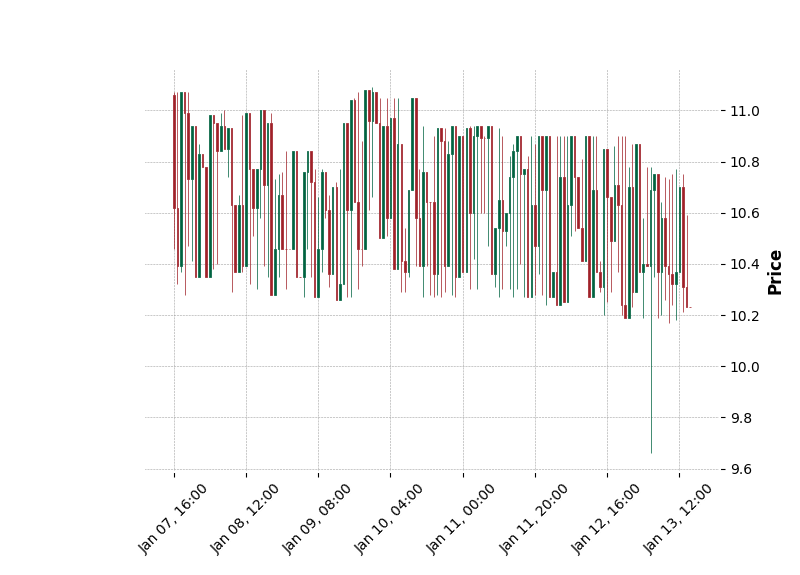 11.0
10.8
10.6
10.4
10.2
10.0
9.8
9.6
Price
Jan 07, 16:00
Jan 08, 12:00
Jan 09, 08:00
Jan 10, 04:00
Jan 11, 00:00
Jan 11, 20:00
Jan 12, 16:00
Jan 13, 12:00